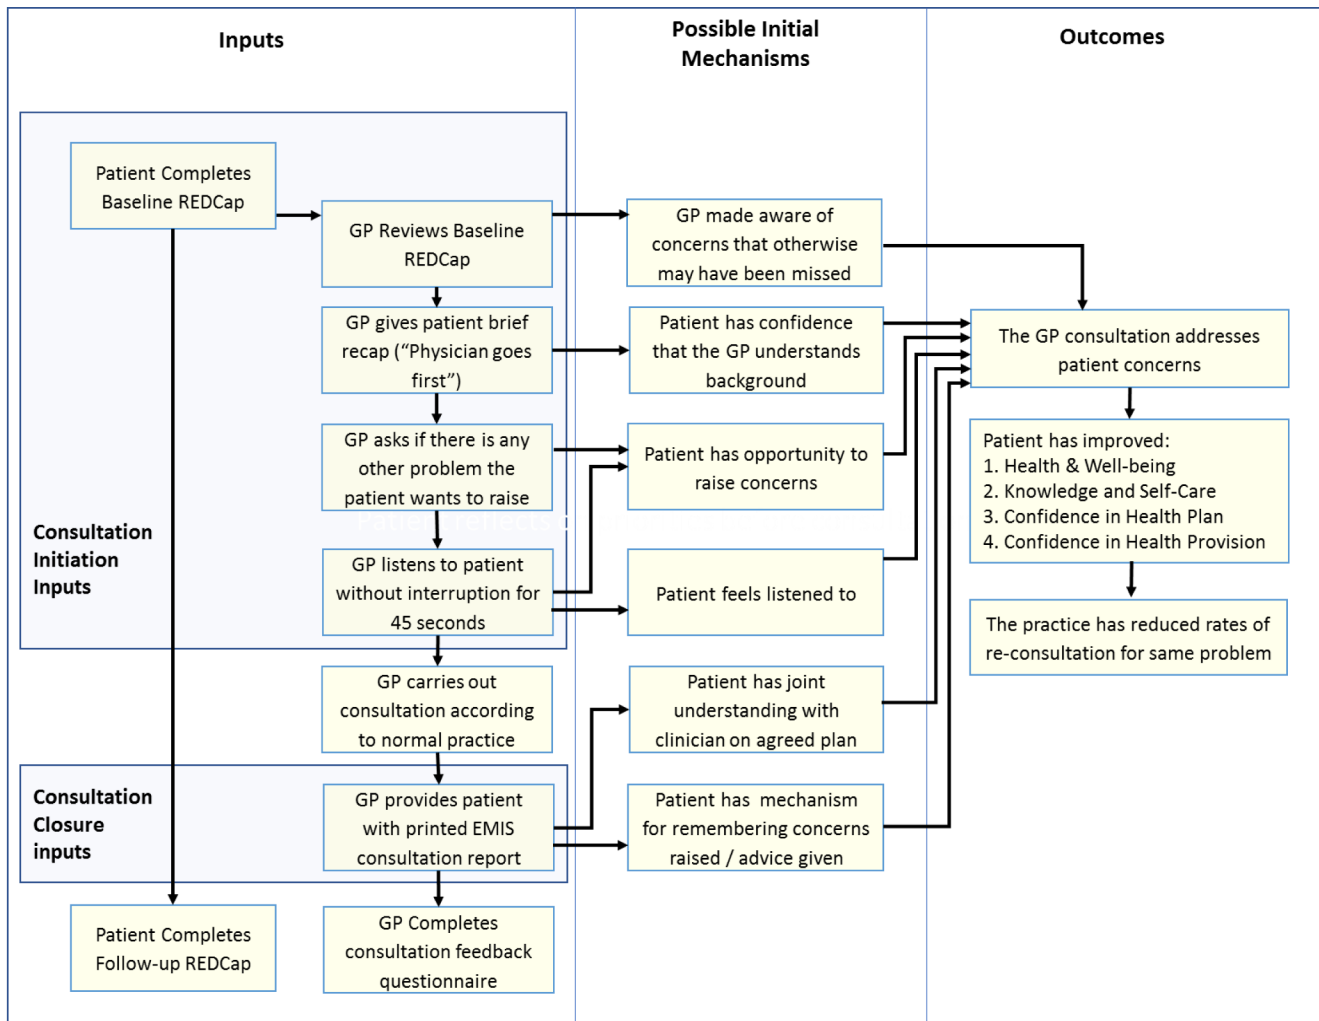 Inputs
Possible Initial
Mechanisms
Outcomes
Patient Completes
Baseline REDCap
GP Reviews Baseline
REDCap
GP made aware of
concerns that otherwise
may have been missed
GP gives patient brief
recap (“Physician goes
first”)
Patient has confidence
that the GP understands
background
The GP consultation addresses
patient concerns
GP asks if there is any
other problem the
patient wants to raise
Patient has opportunity to
raise concerns
Patient has improved:
1. Health & Well-being
2. Knowledge and Self-Care
3. Confidence in Health Plan
4. Confidence in Health Provision
Patient reflects
Consultation
Initiation
Inputs
GP listens to patient
without interruption for
45 seconds
Patient feels listened to
The practice has reduced rates of
re-consultation for same problem
GP carries out
consultation according
to normal practice
Patient has joint
understanding with
clinician on agreed plan
Consultation
Closure
inputs
GP provides patient
with printed EMIS
consultation report
Patient has mechanism
for remembering concerns
raised / advice given
Patient Completes
Follow-up REDCap
GP Completes
consultation feedback
questionnaire